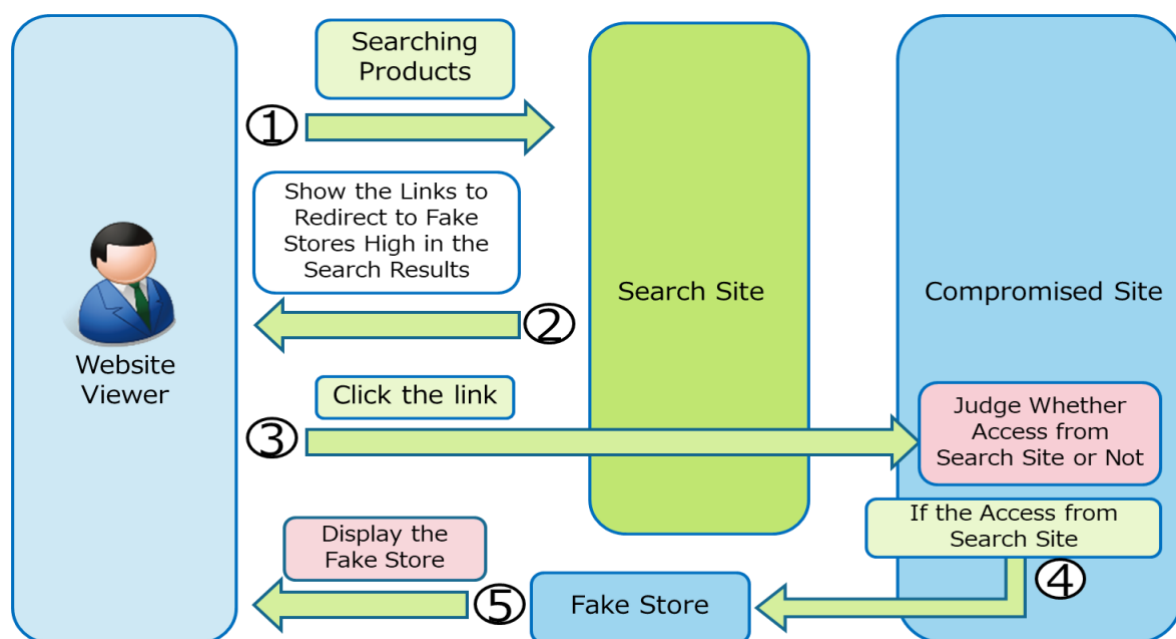 Searching
Products
①
Show the Links to
Redirect to Fake
Stores High in the
Search Results
②
Website
Viewer
Search Site
Compromised Site
Click the link
③
Judge Whether
Access from
Search Site or Not
If the Access from
Search Site
④
Fake Store
Display the
Fake Store
⑤